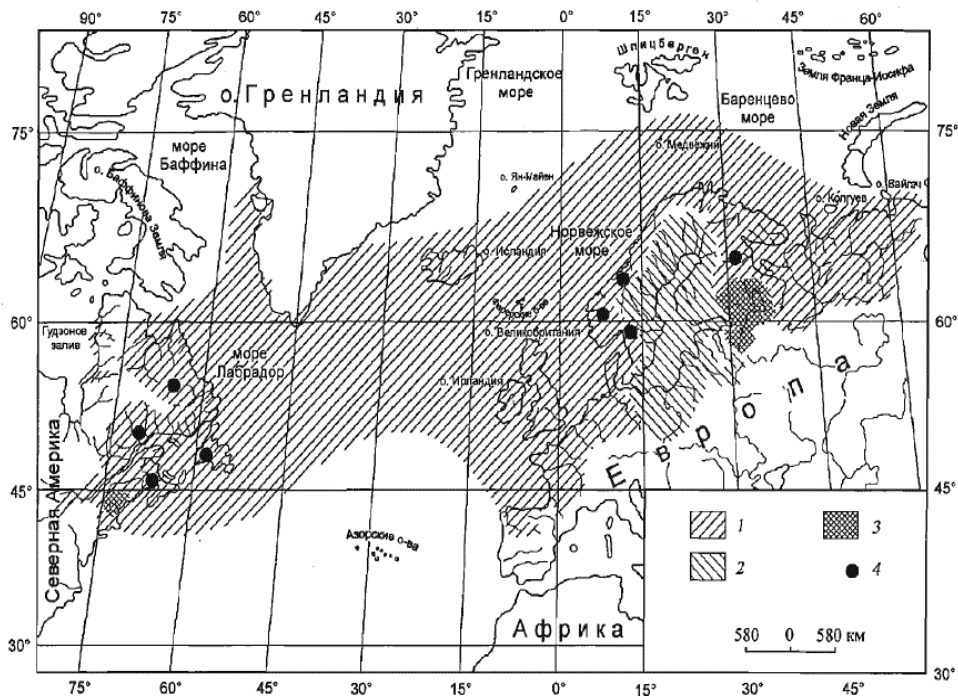 90° 75° 60° 45° 30° 15° 0° 15° 30° 45° 60°
Шпицберген
Земля Франца-Иосифа
Гренландское
море
о. Гренландия
Баренцево
море
Новая Земля
75° 75°
море
Баффина
о. Медвежий
о. Баффинова Земля
о. Ян-Майен
о. Вайгач
о. Колгуев
Норвежское
море
о. Исландия
60° 60°
Гудзонов
залив
о. Великобритания
море
Лабрадор
о. Ирландия
Европа
Северная Америка
45° 45°
Азорские о-ва
1 3
2 4
Африка
580 0 580 км
30° 30°
75° 60° 45° 30° 15° 0° 15° 30° 45°